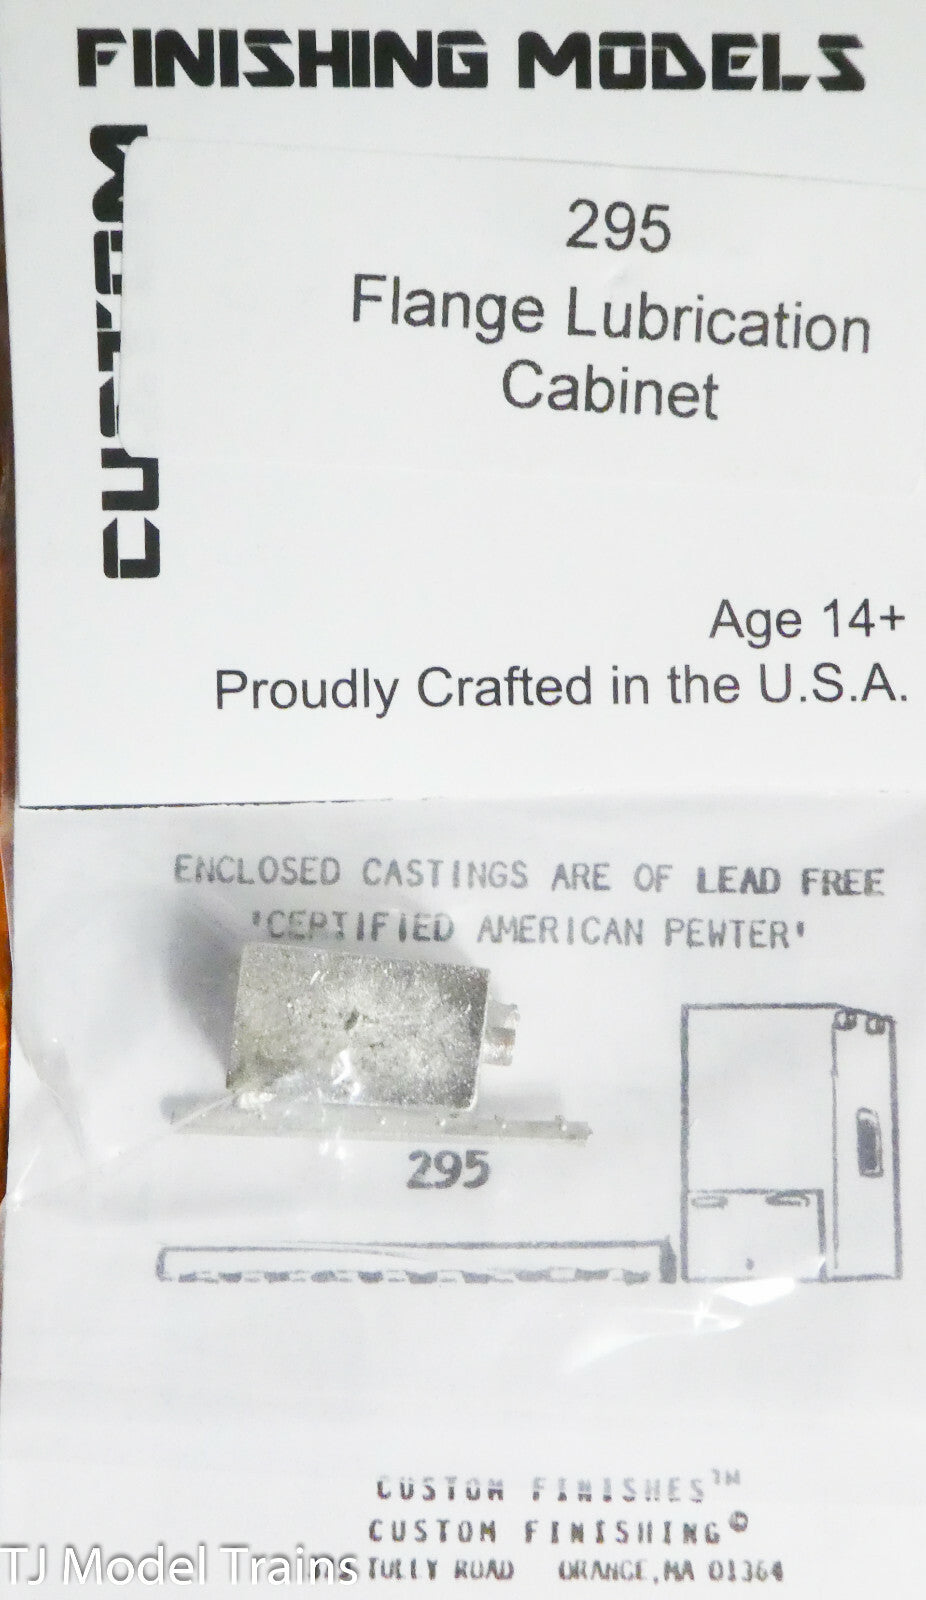 FINISHING MODELS
CUSTOM
295
Flange Lubrication
Cabinet
Age 14+
Proudly Crafted in the U.S.A.
ENCLOSED CASTINGS ARE OF LEAD FREE
'CERTIFIED AMERICAN PEWTER'
295
CUSTOM FINISHES™
CUSTOM FINISHING©
TULLY ROAD ORANGE, MA 01364
TJ Model Trains